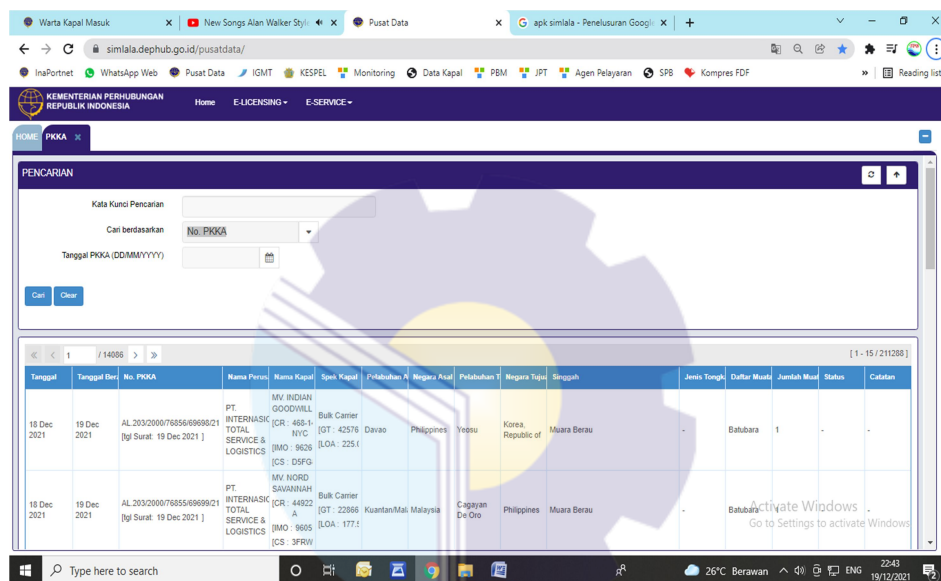 Warta Kapal Masuk
New Songs Alan Walker Style
Pusat Data
apk simlala - Penelusuran Google
simlala.dephub.go.id/pusatdata/
InaPortnet WhatsApp Web Pusat Data IGMT KESPEL Monitoring Data Kapal PBM JPT Agen Pelayaran SPB Kompres FDF » Reading list
KEMENTERIAN PERHUBUNGAN
REPUBLIK INDONESIA
Home E-LICENSING E-SERVICE
HOME PKKA
PENCARIAN
Kata Kunci Pencarian
Cari berdasarkan No. PKKA
Tanggal PKKA (DD/MM/YYYY)
Cari Clear
« < 1 / 14086 > » [ 1 - 15 / 211288 ]
Tanggal Tanggal Ber No. PKKA Nama Perus Nama Kapal Spek Kapal Pelabuhan A Negara Asal Pelabuhan T Negara Tuju Singgah Jenis Tongk Daftar Muat Jumlah Muat Status Catatan
18 Dec
2021
19 Dec
2021
AL.203/2000/76856/69698/21
[tgl Surat: 19 Dec 2021 ]
PT.
INTERNASIO
TOTAL
SERVICE &
LOGISTICS
MV. INDIAN
GOODWILL
[CR : 468-1-
NYC
[IMO : 9626
[CS : D5FG
Bulk Carrier
[GT : 42576
[LOA : 225.(
Davao
Philippines
Yeosu
Korea,
Republic of
Muara Berau
-
Batubara
1
-
-
18 Dec
2021
19 Dec
2021
AL.203/2000/76855/69699/21
[tgl Surat: 19 Dec 2021 ]
PT.
INTERNASIO
TOTAL
SERVICE &
LOGISTICS
MV. NORD
SAVANNAH
[CR : 44922
A
[IMO : 9605
[CS : 3FRW
Bulk Carrier
[GT : 22866
[LOA : 177.5
Kuantan/Mal
Malaysia
Cagayan
De Oro
Philippines
Muara Berau
-
Batubara
1
-
-
Activate Windows
Go to Settings to activate Windows
Type here to search
26°C Berawan
ENG
22:43
19/12/2021
2